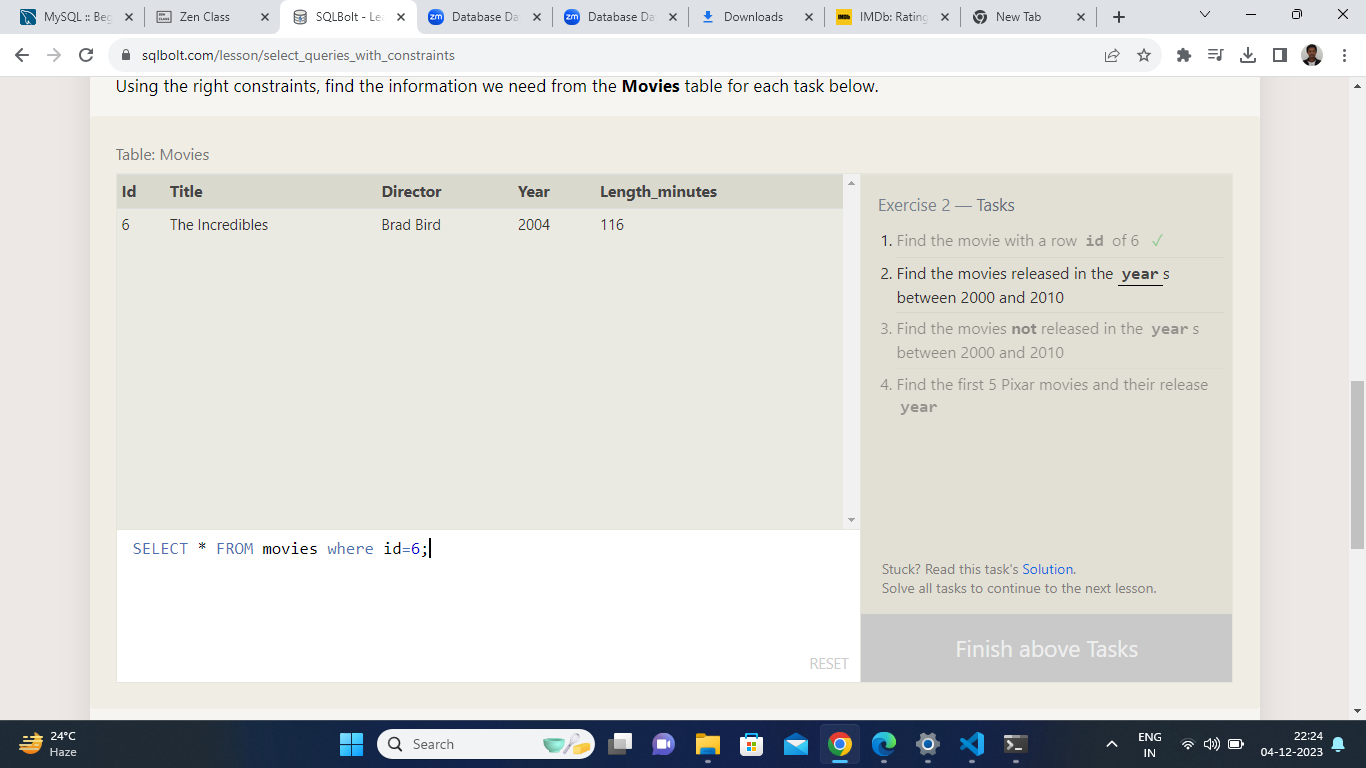 MySQL :: Beg
Zen Class
SQLBolt - Le
Database Da
Database Da
Downloads
IMDb: Rating
New Tab
sqlbolt.com/lesson/select_queries_with_constraints
Using the right constraints, find the information we need from the Movies table for each task below.
Table: Movies
Id Title Director Year Length_minutes
6 The Incredibles Brad Bird 2004 116
Exercise 2 — Tasks
1. Find the movie with a row id of 6 ✓
2. Find the movies released in the year s
between 2000 and 2010
3. Find the movies not released in the year s
between 2000 and 2010
4. Find the first 5 Pixar movies and their release
year
SELECT * FROM movies where id=6;
Stuck? Read this task's Solution.
Solve all tasks to continue to the next lesson.
RESET
Finish above Tasks
24°C
Haze
Search
ENG
IN
22:24
04-12-2023